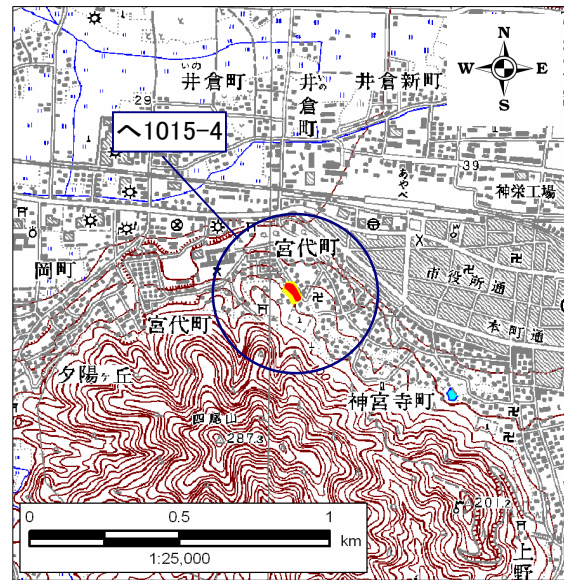 N
W E
S
いの
井倉町
井の倉町
井倉新町
29
へ1015-4
39
あやべ
神栄工場
宮代町
岡町
市役所通
本町通
宮代町
夕陽ヶ丘
神宮寺町
四尾山
287.3
201.2
上野
0 0.5 1
km
1:25,000